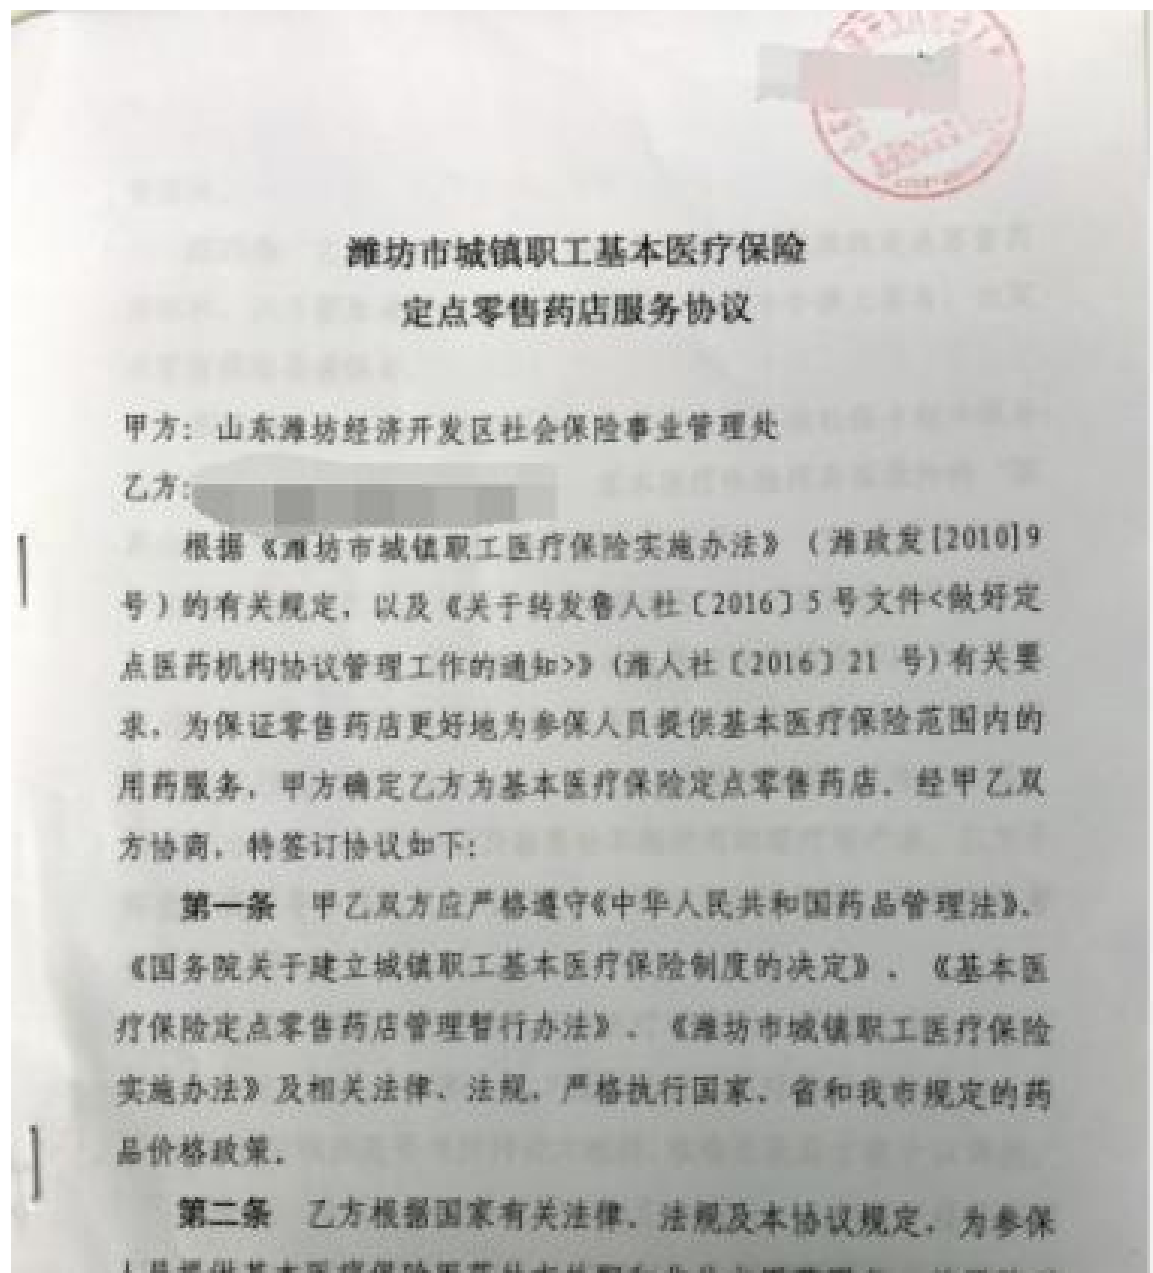 潍坊市城镇职工基本医疗保险
定点零售药店服务协议
甲方：山东潍坊经济开发区社会保险事业管理处
乙方：
根据《潍坊市城镇职工医疗保险实施办法》（潍政发[2010]9
号）的有关规定，以及《关于转发鲁人社〔2016〕5号文件<做好定
点医药机构协议管理工作的通知>》(潍人社〔2016〕21 号)有关要
求，为保证零售药店更好地为参保人员提供基本医疗保险范围内的
用药服务，甲方确定乙方为基本医疗保险定点零售药店。经甲乙双
方协商，特签订协议如下：
第一条 甲乙双方应严格遵守《中华人民共和国药品管理法》、
《国务院关于建立城镇职工基本医疗保险制度的决定》、《基本医
疗保险定点零售药店管理暂行办法》、《潍坊市城镇职工医疗保险
实施办法》及相关法律、法规，严格执行国家、省和我市规定的药
品价格政策。
第二条 乙方根据国家有关法律、法规及本协议规定，为参保